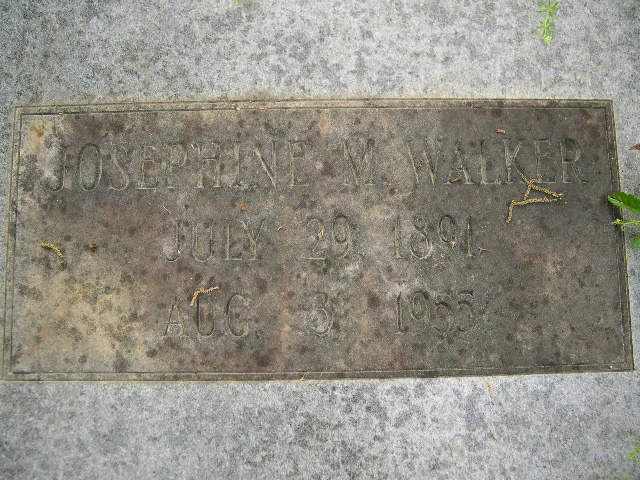 JOSEPHINE M. WALKER
JULY 29, 1891
AUG. 3, 1955